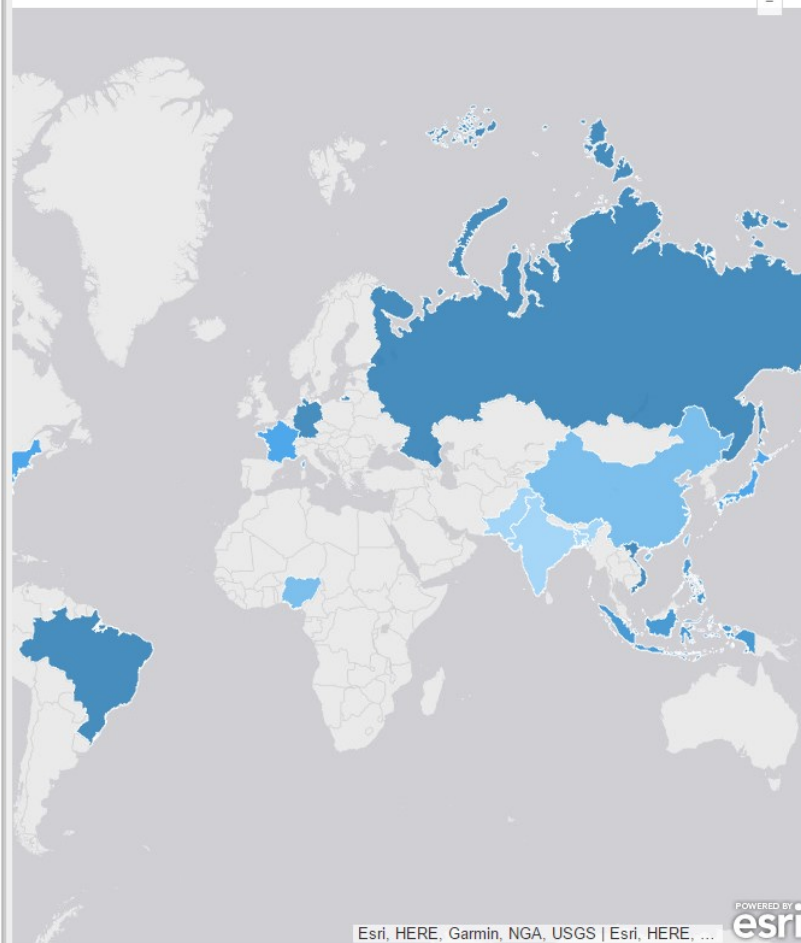 Esri, HERE, Garmin, NGA, USGS | Esri, HERE, ...
POWERED BY
esri